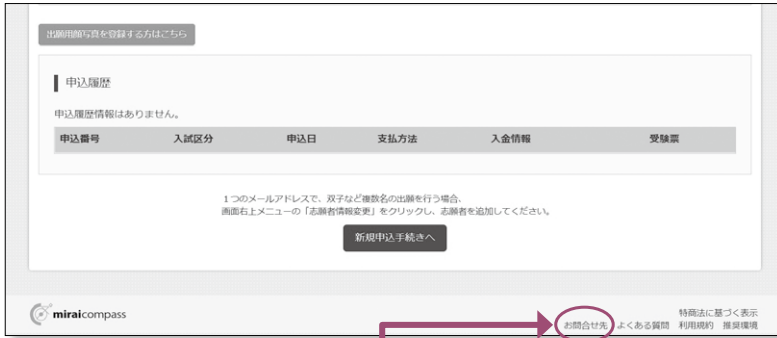 出願用顔写真を登録する方はこちら
申込履歴
申込履歴情報はありません。
申込番号 入試区分 申込日 支払方法 入金情報 受験票
1つのメールアドレスで、双子など複数名の出願を行う場合、
画面右上メニューの「志願者情報変更」をクリックし、志願者を追加してください。
新規申込手続きへ
miraicompass
特商法に基づく表示
お問合せ先 よくある質問 利用規約 推奨環境